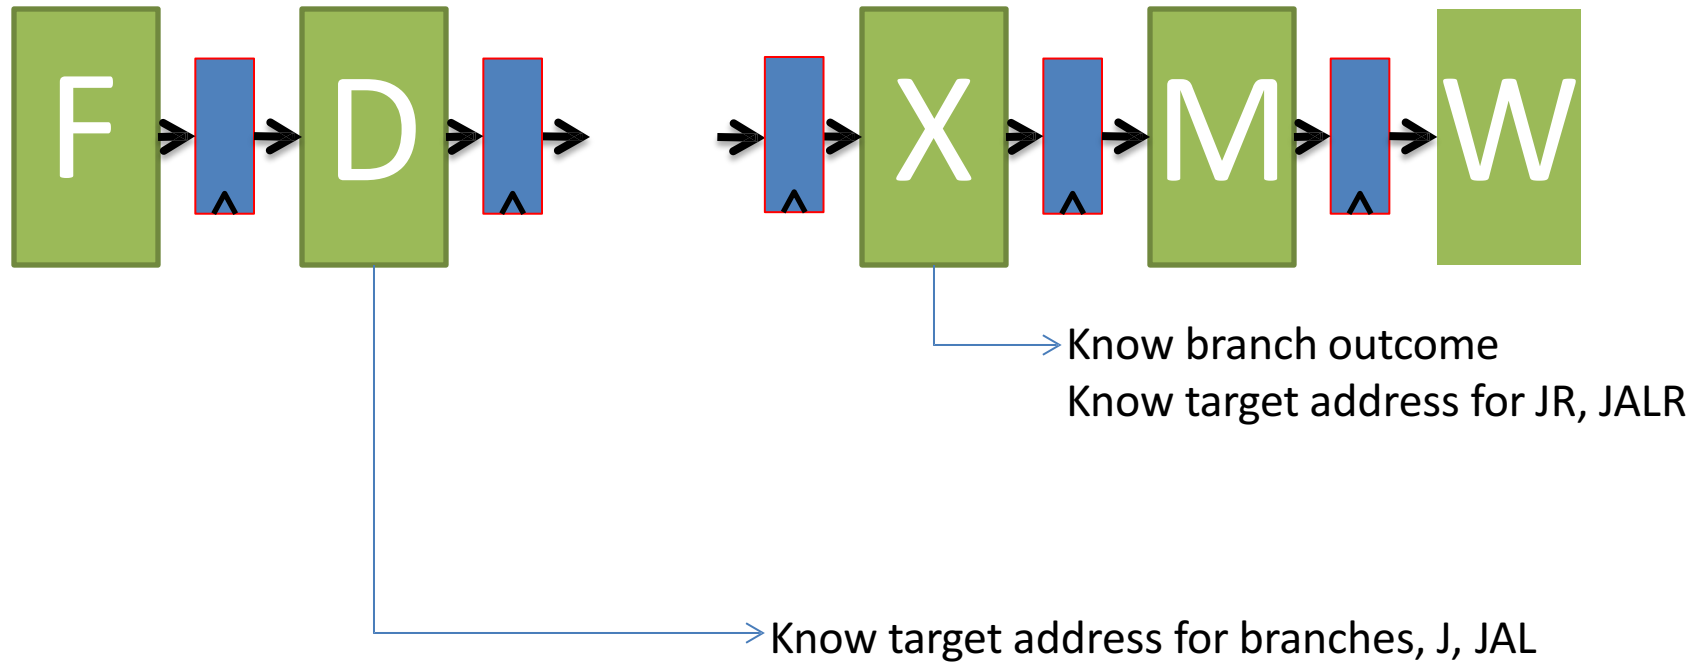 F D X M W
Know branch outcome
Know target address for JR, JALR
Know target address for branches, J, JAL